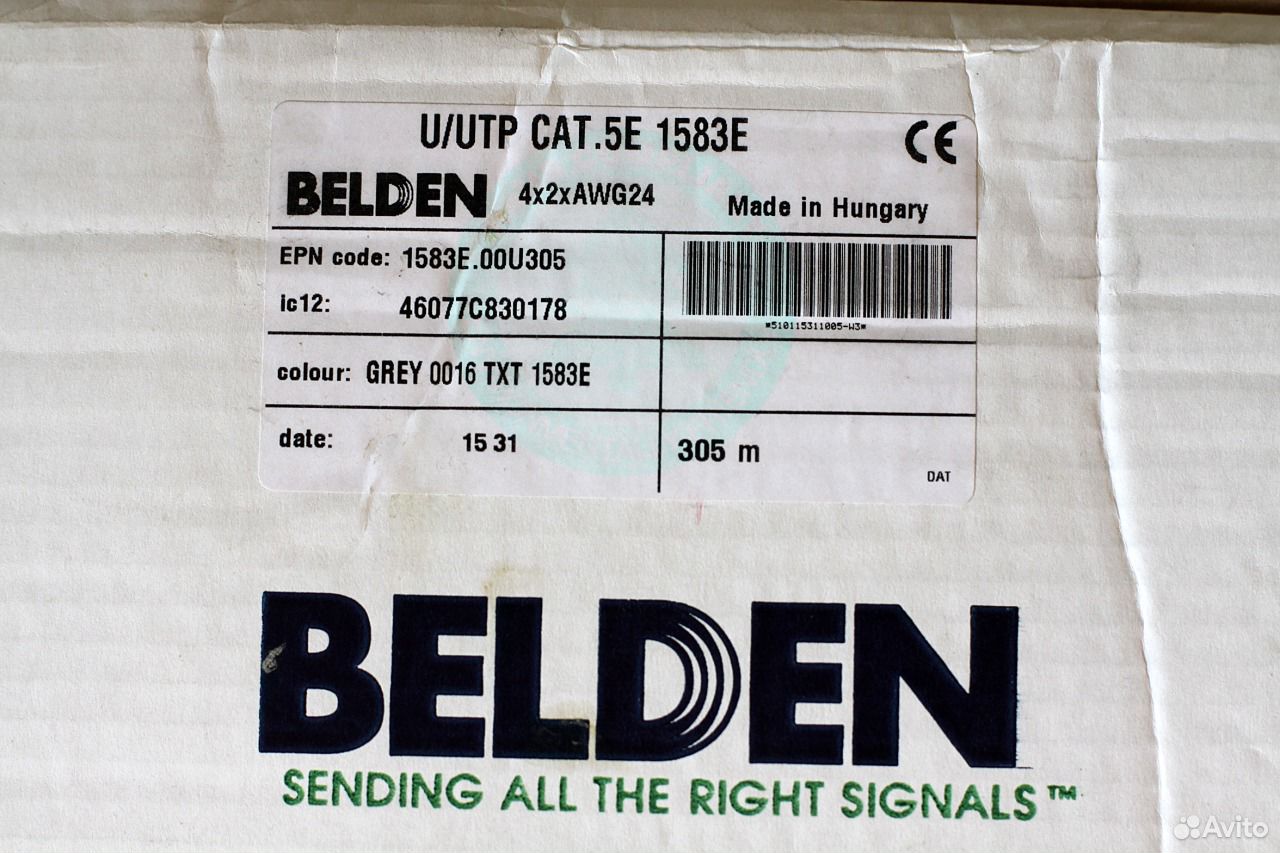 U/UTP CAT.5E 1583E
CE
BELDEN 4x2xAWG24 Made in Hungary
EPN code: 1583E.00U305
ic12: 46077C830178
*510115311005-W3*
colour: GREY 0016 TXT 1583E
date: 15 31
305 m
DAT
BELDEN
SENDING ALL THE RIGHT SIGNALS™
Avito